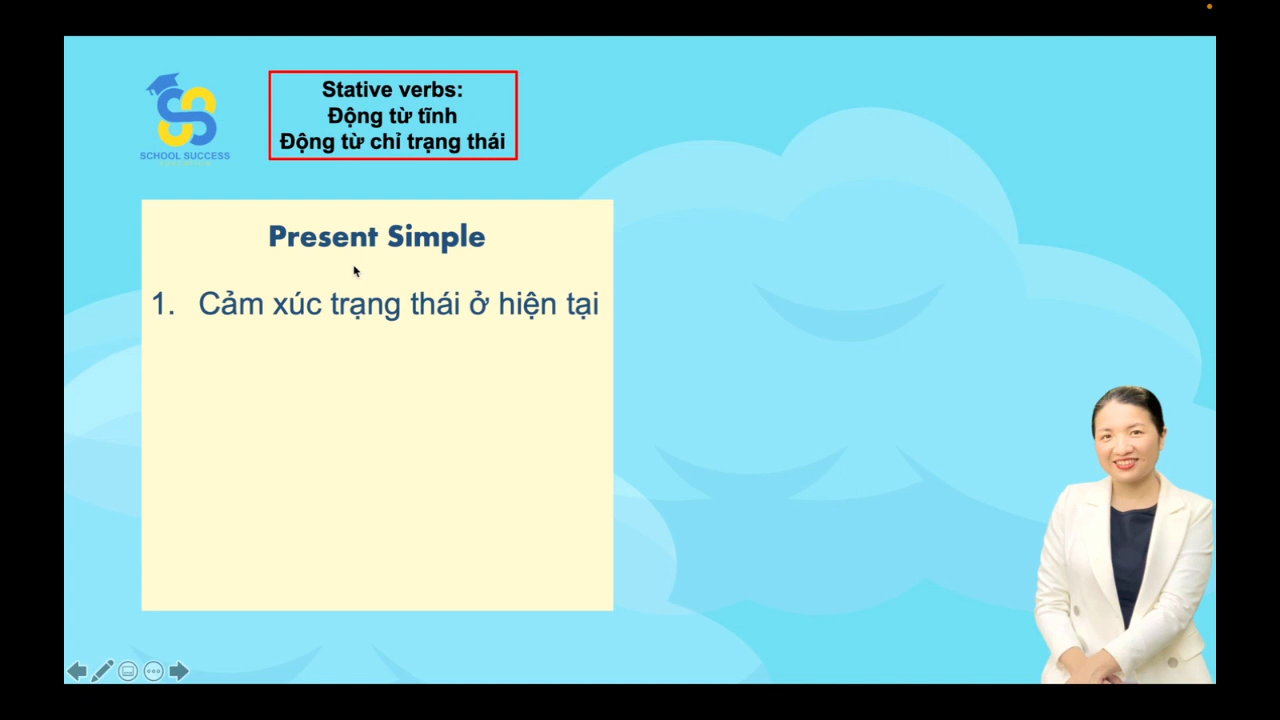 Stative verbs:
Động từ tĩnh
Động từ chỉ trạng thái
SCHOOL SUCCESS
Present Simple
1. Cảm xúc trạng thái ở hiện tại